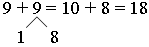 9 + 9 = 10 + 8 = 18
1 8